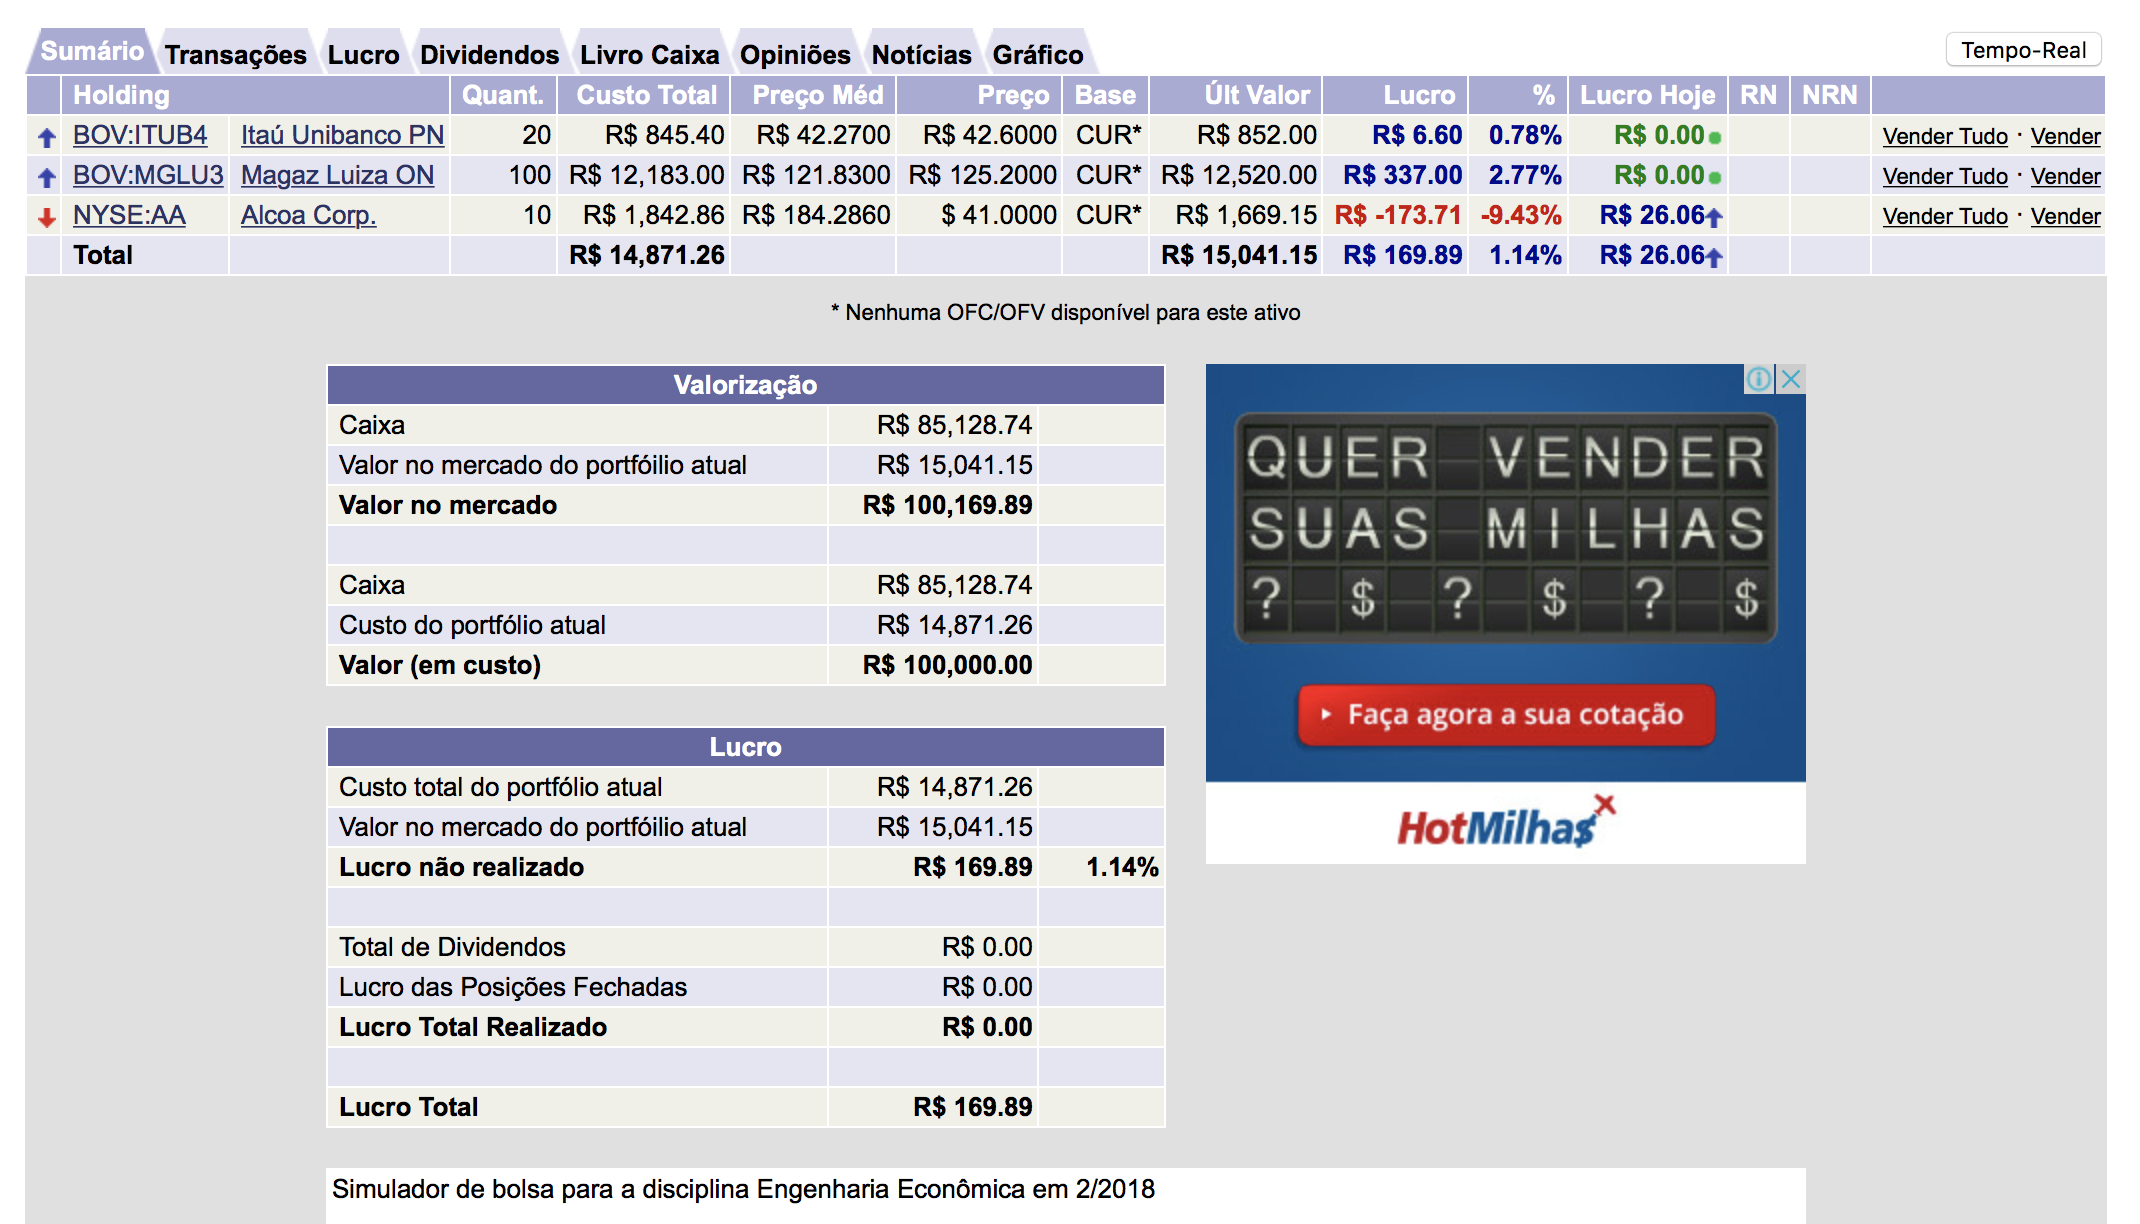 Sumário Transações Lucro Dividendos Livro Caixa Opiniões Notícias Gráfico Tempo-Real
Holding Quant. Custo Total Preço Méd Preço Base Últ Valor Lucro % Lucro Hoje RN NRN
BOV:ITUB4 Itaú Unibanco PN 20 R$ 845.40 R$ 42.2700 R$ 42.6000 CUR* R$ 852.00 R$ 6.60 0.78% R$ 0.00 Vender Tudo · Vender
BOV:MGLU3 Magaz Luiza ON 100 R$ 12,183.00 R$ 121.8300 R$ 125.2000 CUR* R$ 12,520.00 R$ 337.00 2.77% R$ 0.00 Vender Tudo · Vender
NYSE:AA Alcoa Corp. 10 R$ 1,842.86 R$ 184.2860 $ 41.0000 CUR* R$ 1,669.15 R$ -173.71 -9.43% R$ 26.06 Vender Tudo · Vender
Total R$ 14,871.26 R$ 15,041.15 R$ 169.89 1.14% R$ 26.06
* Nenhuma OFC/OFV disponível para este ativo
Valorização
Caixa R$ 85,128.74
Valor no mercado do portfóilio atual R$ 15,041.15
Valor no mercado R$ 100,169.89
Caixa R$ 85,128.74
Custo do portfólio atual R$ 14,871.26
Valor (em custo) R$ 100,000.00
Lucro
Custo total do portfólio atual R$ 14,871.26
Valor no mercado do portfóilio atual R$ 15,041.15
Lucro não realizado R$ 169.89 1.14%
Total de Dividendos R$ 0.00
Lucro das Posições Fechadas R$ 0.00
Lucro Total Realizado R$ 0.00
Lucro Total R$ 169.89
QUER VENDER
SUAS MILHAS
? $ ? $ ? $
Faça agora a sua cotação
HotMilhas
Simulador de bolsa para a disciplina Engenharia Econômica em 2/2018